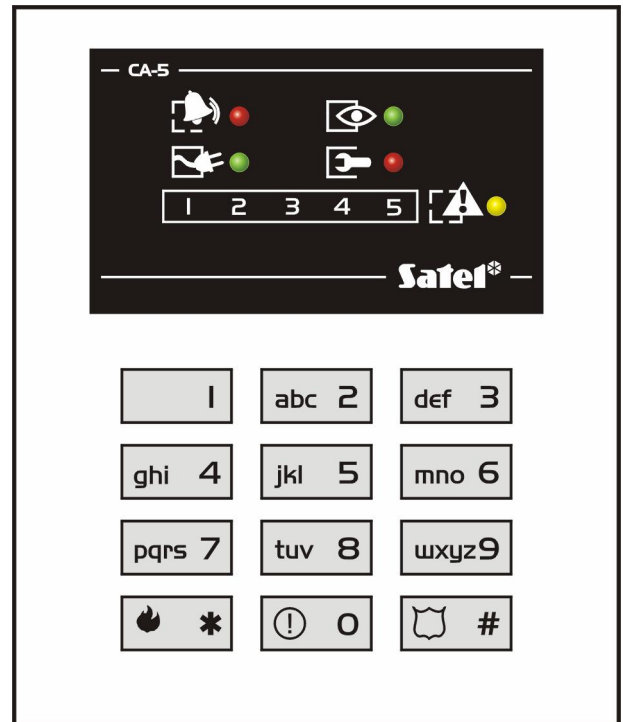 CA-5
1 2 3 4 5
Satel
1 abc 2 def 3
ghi 4 jkl 5 mno 6
pqrs 7 tuv 8 wxyz9
* ! 0 #